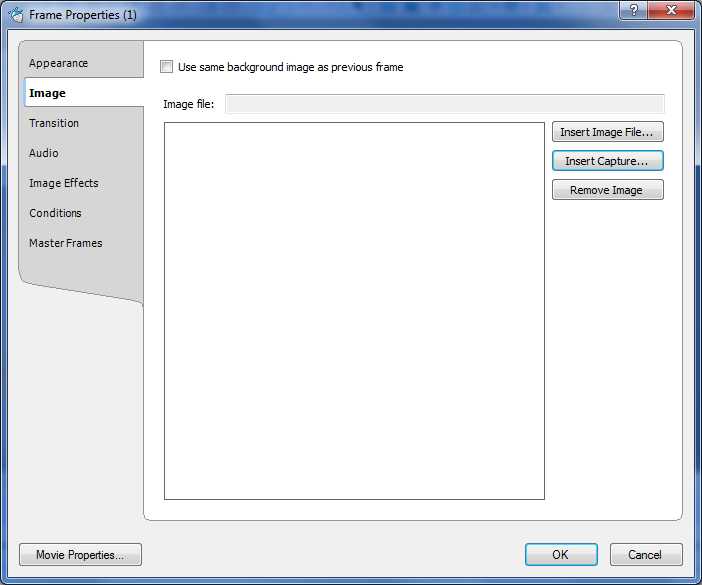 Frame Properties (1)
?
Appearance
Image
Transition
Audio
Image Effects
Conditions
Master Frames
Use same background image as previous frame
Image file:
Insert Image File...
Insert Capture...
Remove Image
Movie Properties...
OK
Cancel